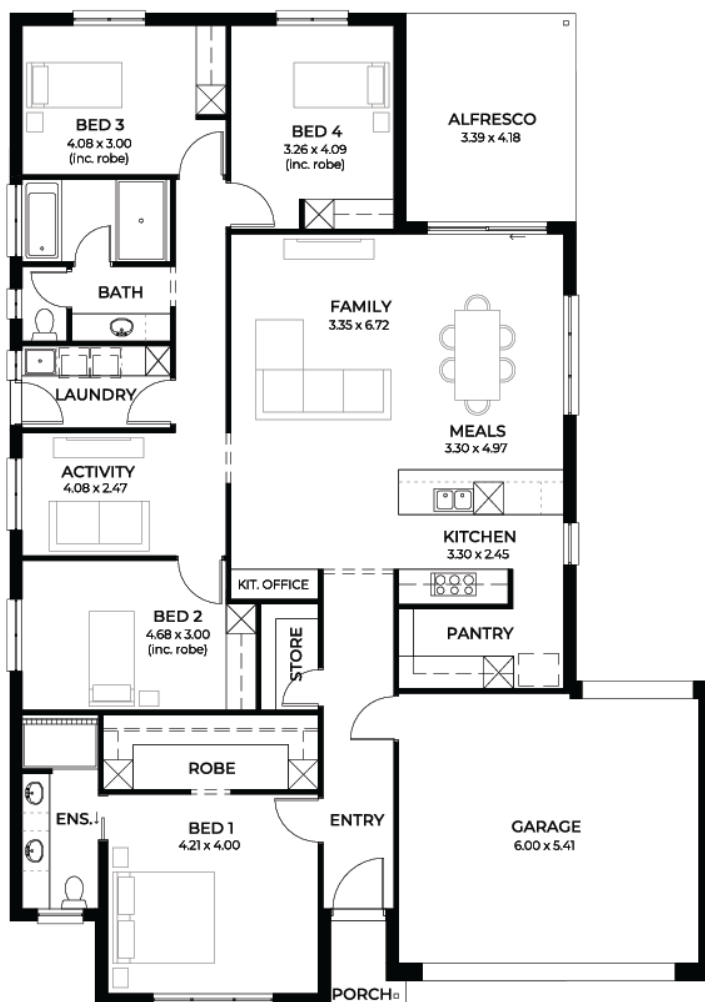 BED 3
4.08 x 3.00
(inc. robe)
BED 4
3.26 x 4.09
(inc. robe)
ALFRESCO
3.39 x 4.18
BATH
FAMILY
3.35 x 6.72
LAUNDRY
MEALS
3.30 x 4.97
ACTIVITY
4.08 x 2.47
KITCHEN
3.30 x 2.45
KIT. OFFICE
BED 2
4.68 x 3.00
(inc. robe)
STORE
PANTRY
ROBE
ENS.
BED 1
4.21 x 4.00
ENTRY
GARAGE
6.00 x 5.41
PORCH